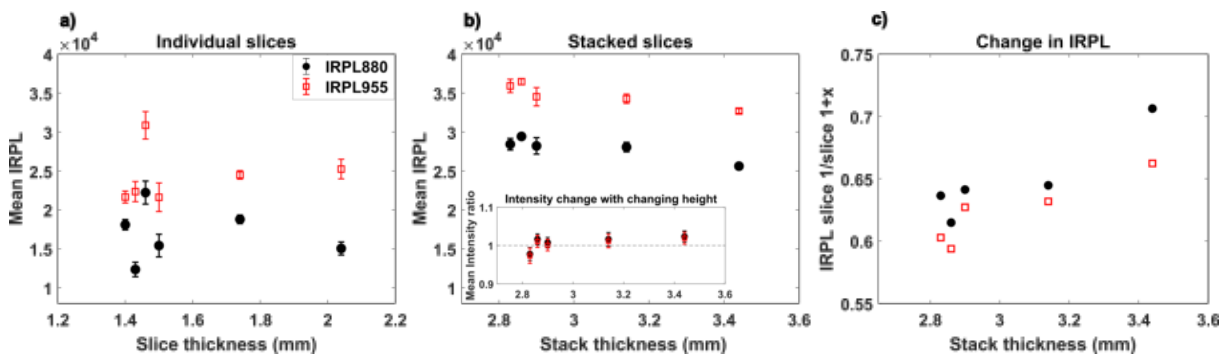 a)
×10⁴
Individual slices
4
3.5
3
2.5
2
1.5
1
Mean IRPL
IRPL880
IRPL955
1.2
1.4
1.6
1.8
2
2.2
Slice thickness (mm)
b)
×10⁴
Stacked slices
4
3.5
3
2.5
2
1.5
1
Mean IRPL
Intensity change with changing height
1.1
1
0.9
Mean Intensity ratio
2.8
3
3.2
3.4
3.6
2.8
3
3.2
3.4
3.6
Stack thickness (mm)
c)
Change in IRPL
0.75
0.7
0.65
0.6
0.55
IRPL slice 1/slice 1+x
2.8
3
3.2
3.4
3.6
Stack thickness (mm)